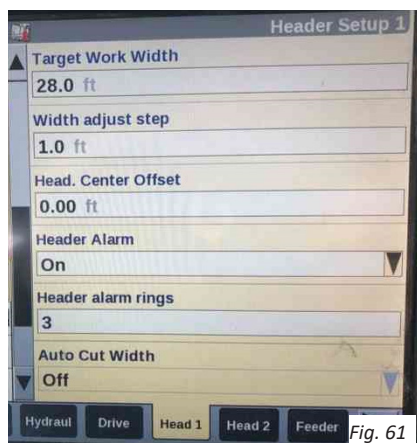 Header Setup 1
Target Work Width
28.0 ft
Width adjust step
1.0 ft
Head. Center Offset
0.00 ft
Header Alarm
On
Header alarm rings
3
Auto Cut Width
Off
Hydraul Drive Head 1 Head 2 Feeder
Fig. 61